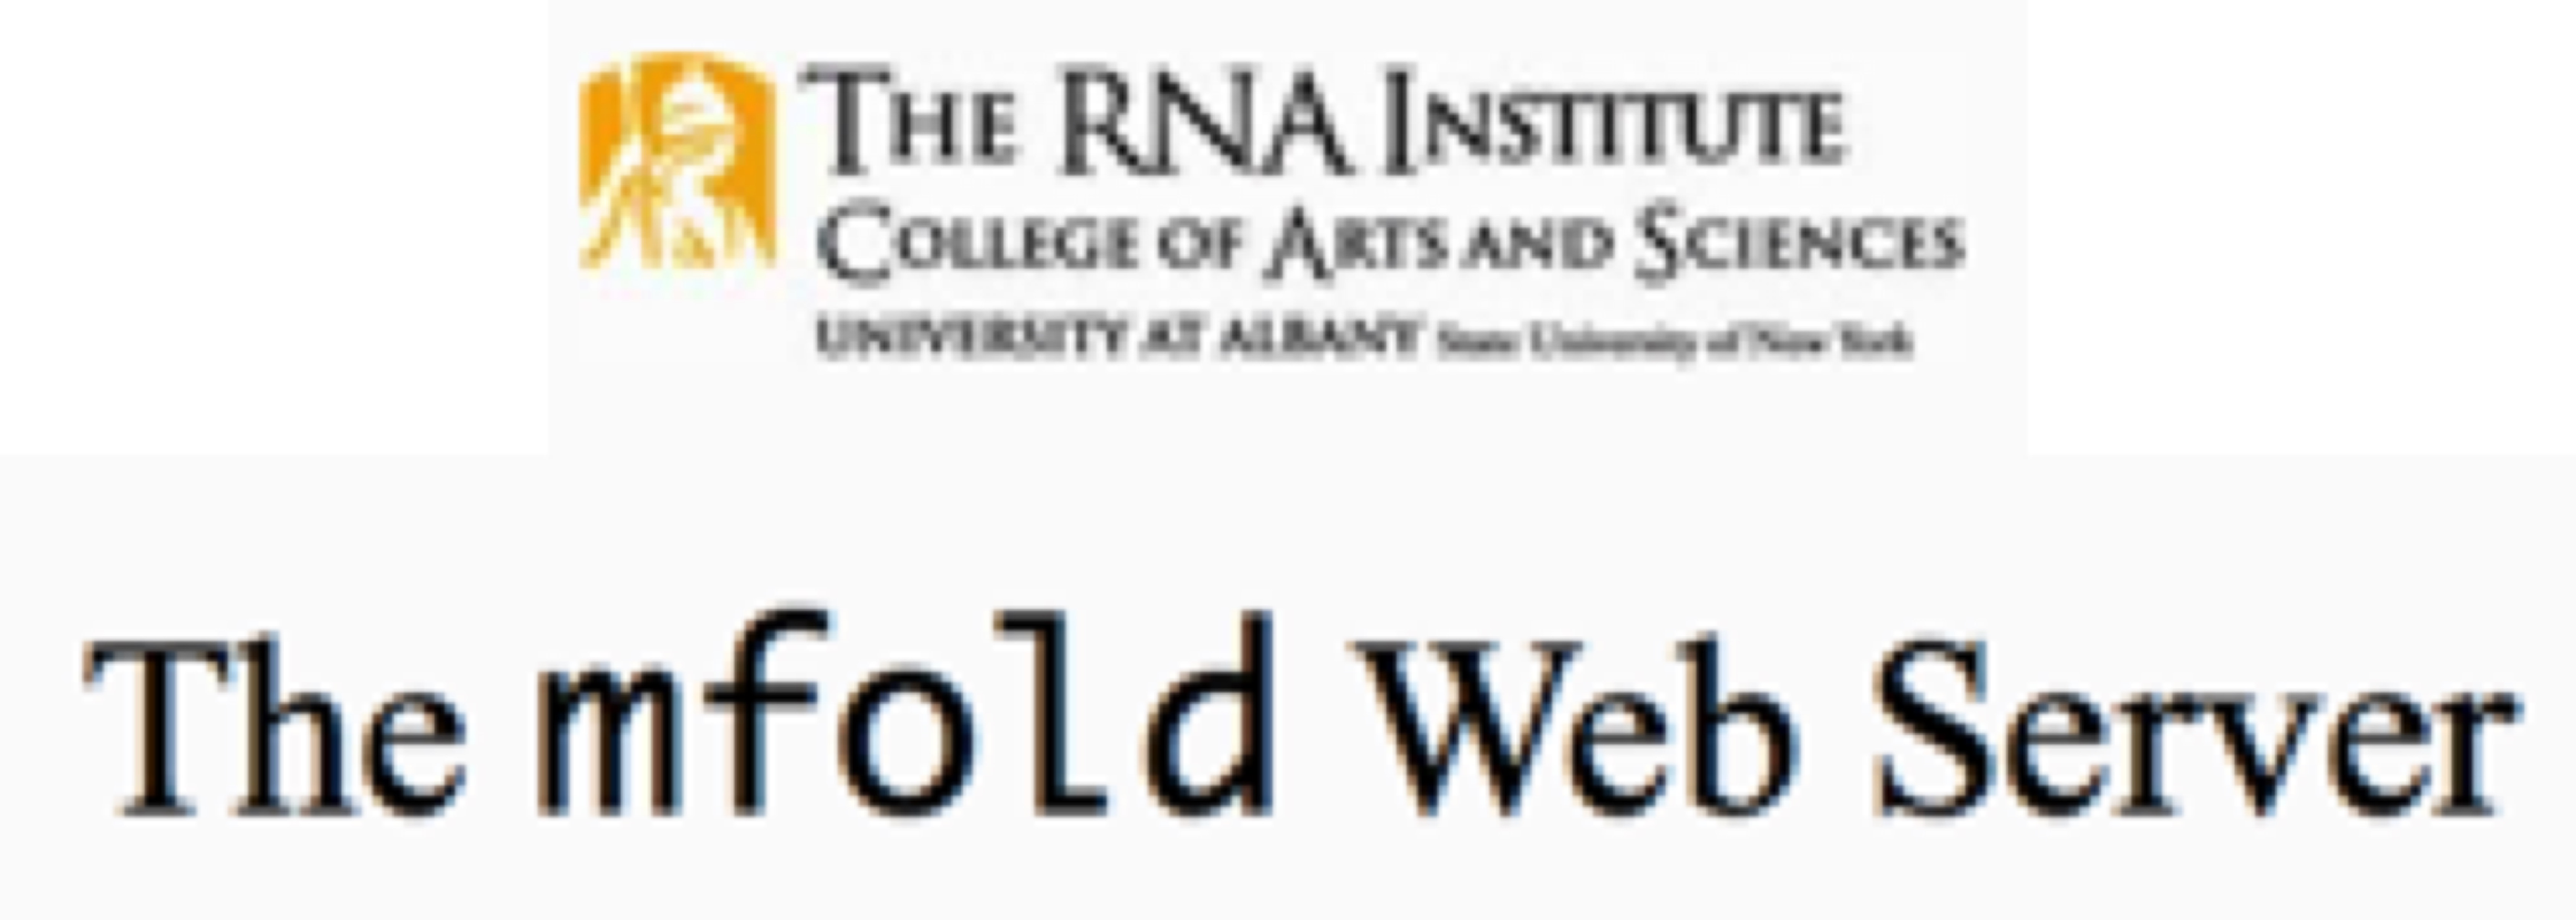 THE RNA INSTITUTE
COLLEGE OF ARTS AND SCIENCES
UNIVERSITY AT ALBANY State University of New York
The mfold Web Server